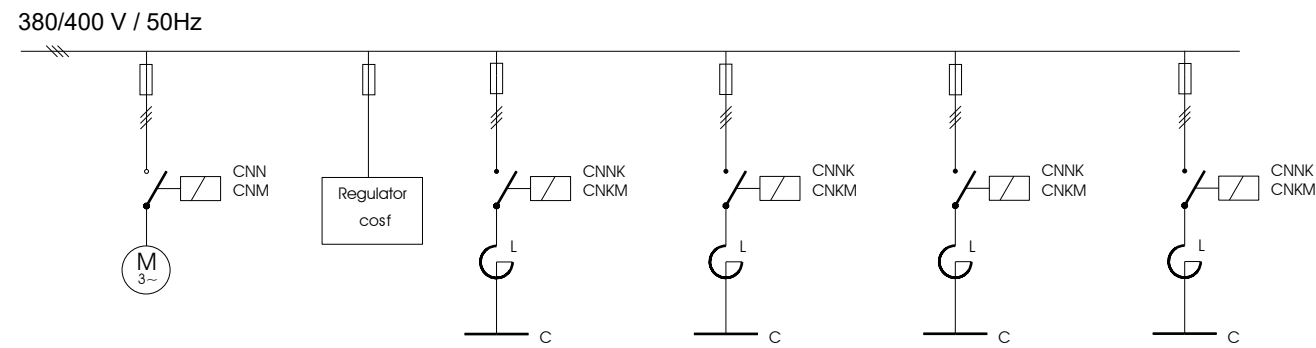 380/400 V / 50Hz
CNN
CNM
Regulator
cosf
CNNK
CNKM
CNNK
CNKM
CNNK
CNKM
CNNK
CNKM
M
3~
L
L
L
L
C
C
C
C